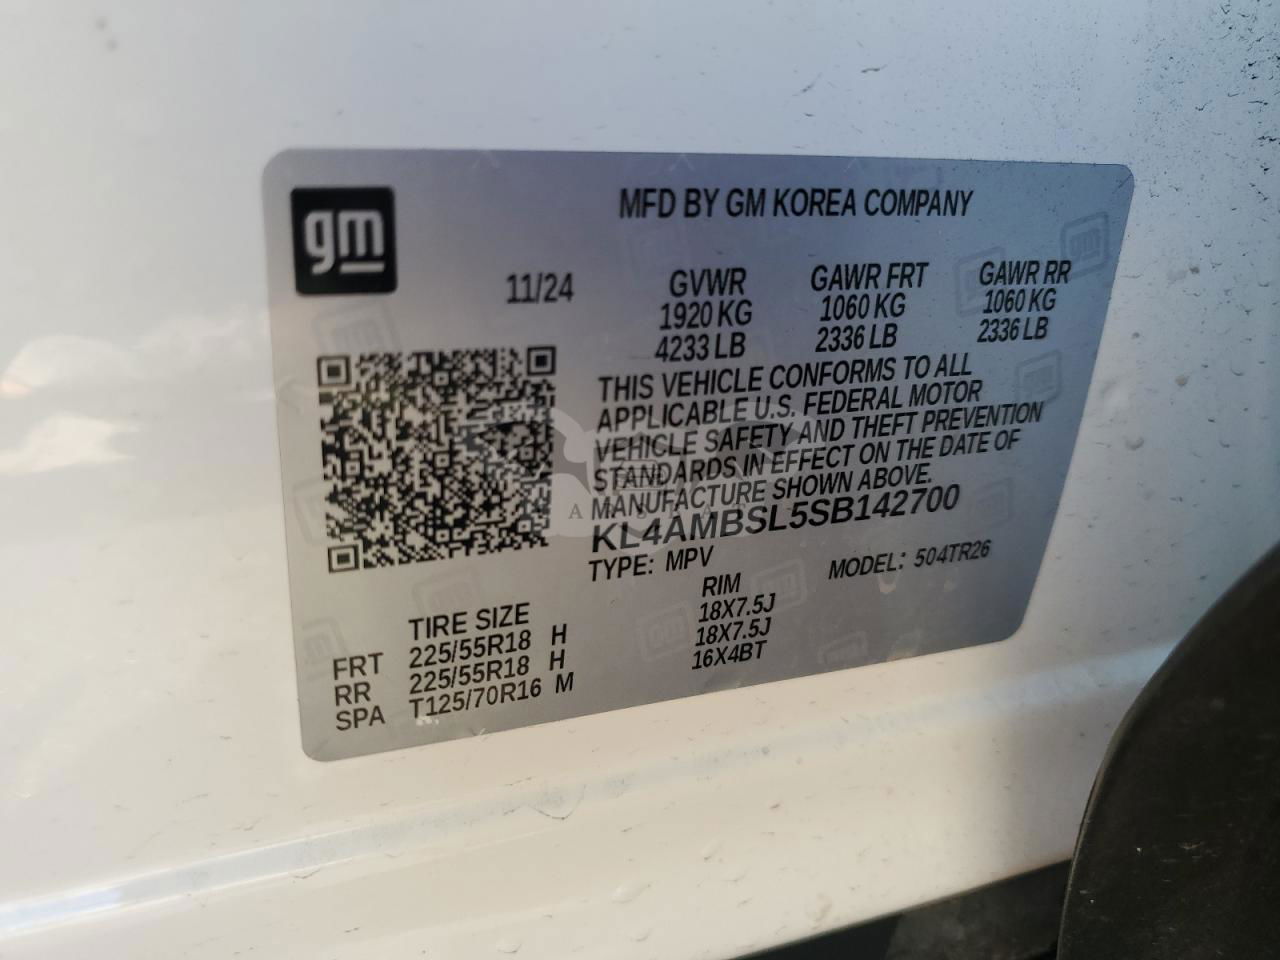 gm
MFD BY GM KOREA COMPANY
11/24 GVWR GAWR FRT GAWR RR
1920 KG 1060 KG 1060 KG
4233 LB 2336 LB 2336 LB
THIS VEHICLE CONFORMS TO ALL
APPLICABLE U.S. FEDERAL MOTOR
VEHICLE SAFETY AND THEFT PREVENTION
STANDARDS IN EFFECT ON THE DATE OF
MANUFACTURE SHOWN ABOVE.
KL4AMBSL5SB142700
TYPE: MPV MODEL: 504TR26
TIRE SIZE RIM
FRT 225/55R18 H 18X7.5J
RR 225/55R18 H 18X7.5J
SPA T125/70R16 M 16X4BT